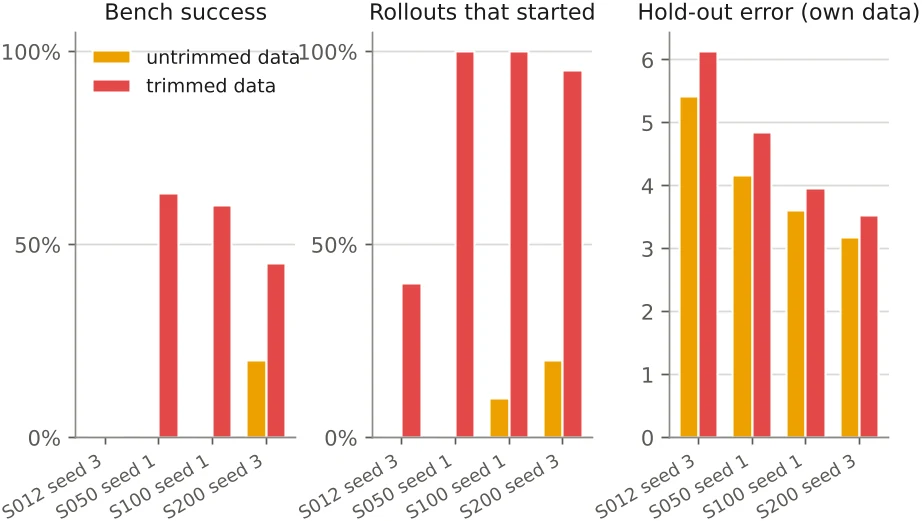 Bench success
untrimmed data
trimmed data
100%
50%
0%
S012 seed 3
S050 seed 1
S100 seed 1
S200 seed 3
Rollouts that started
100%
50%
0%
S012 seed 3
S050 seed 1
S100 seed 1
S200 seed 3
Hold-out error (own data)
6
5
4
3
2
1
0
S012 seed 3
S050 seed 1
S100 seed 1
S200 seed 3